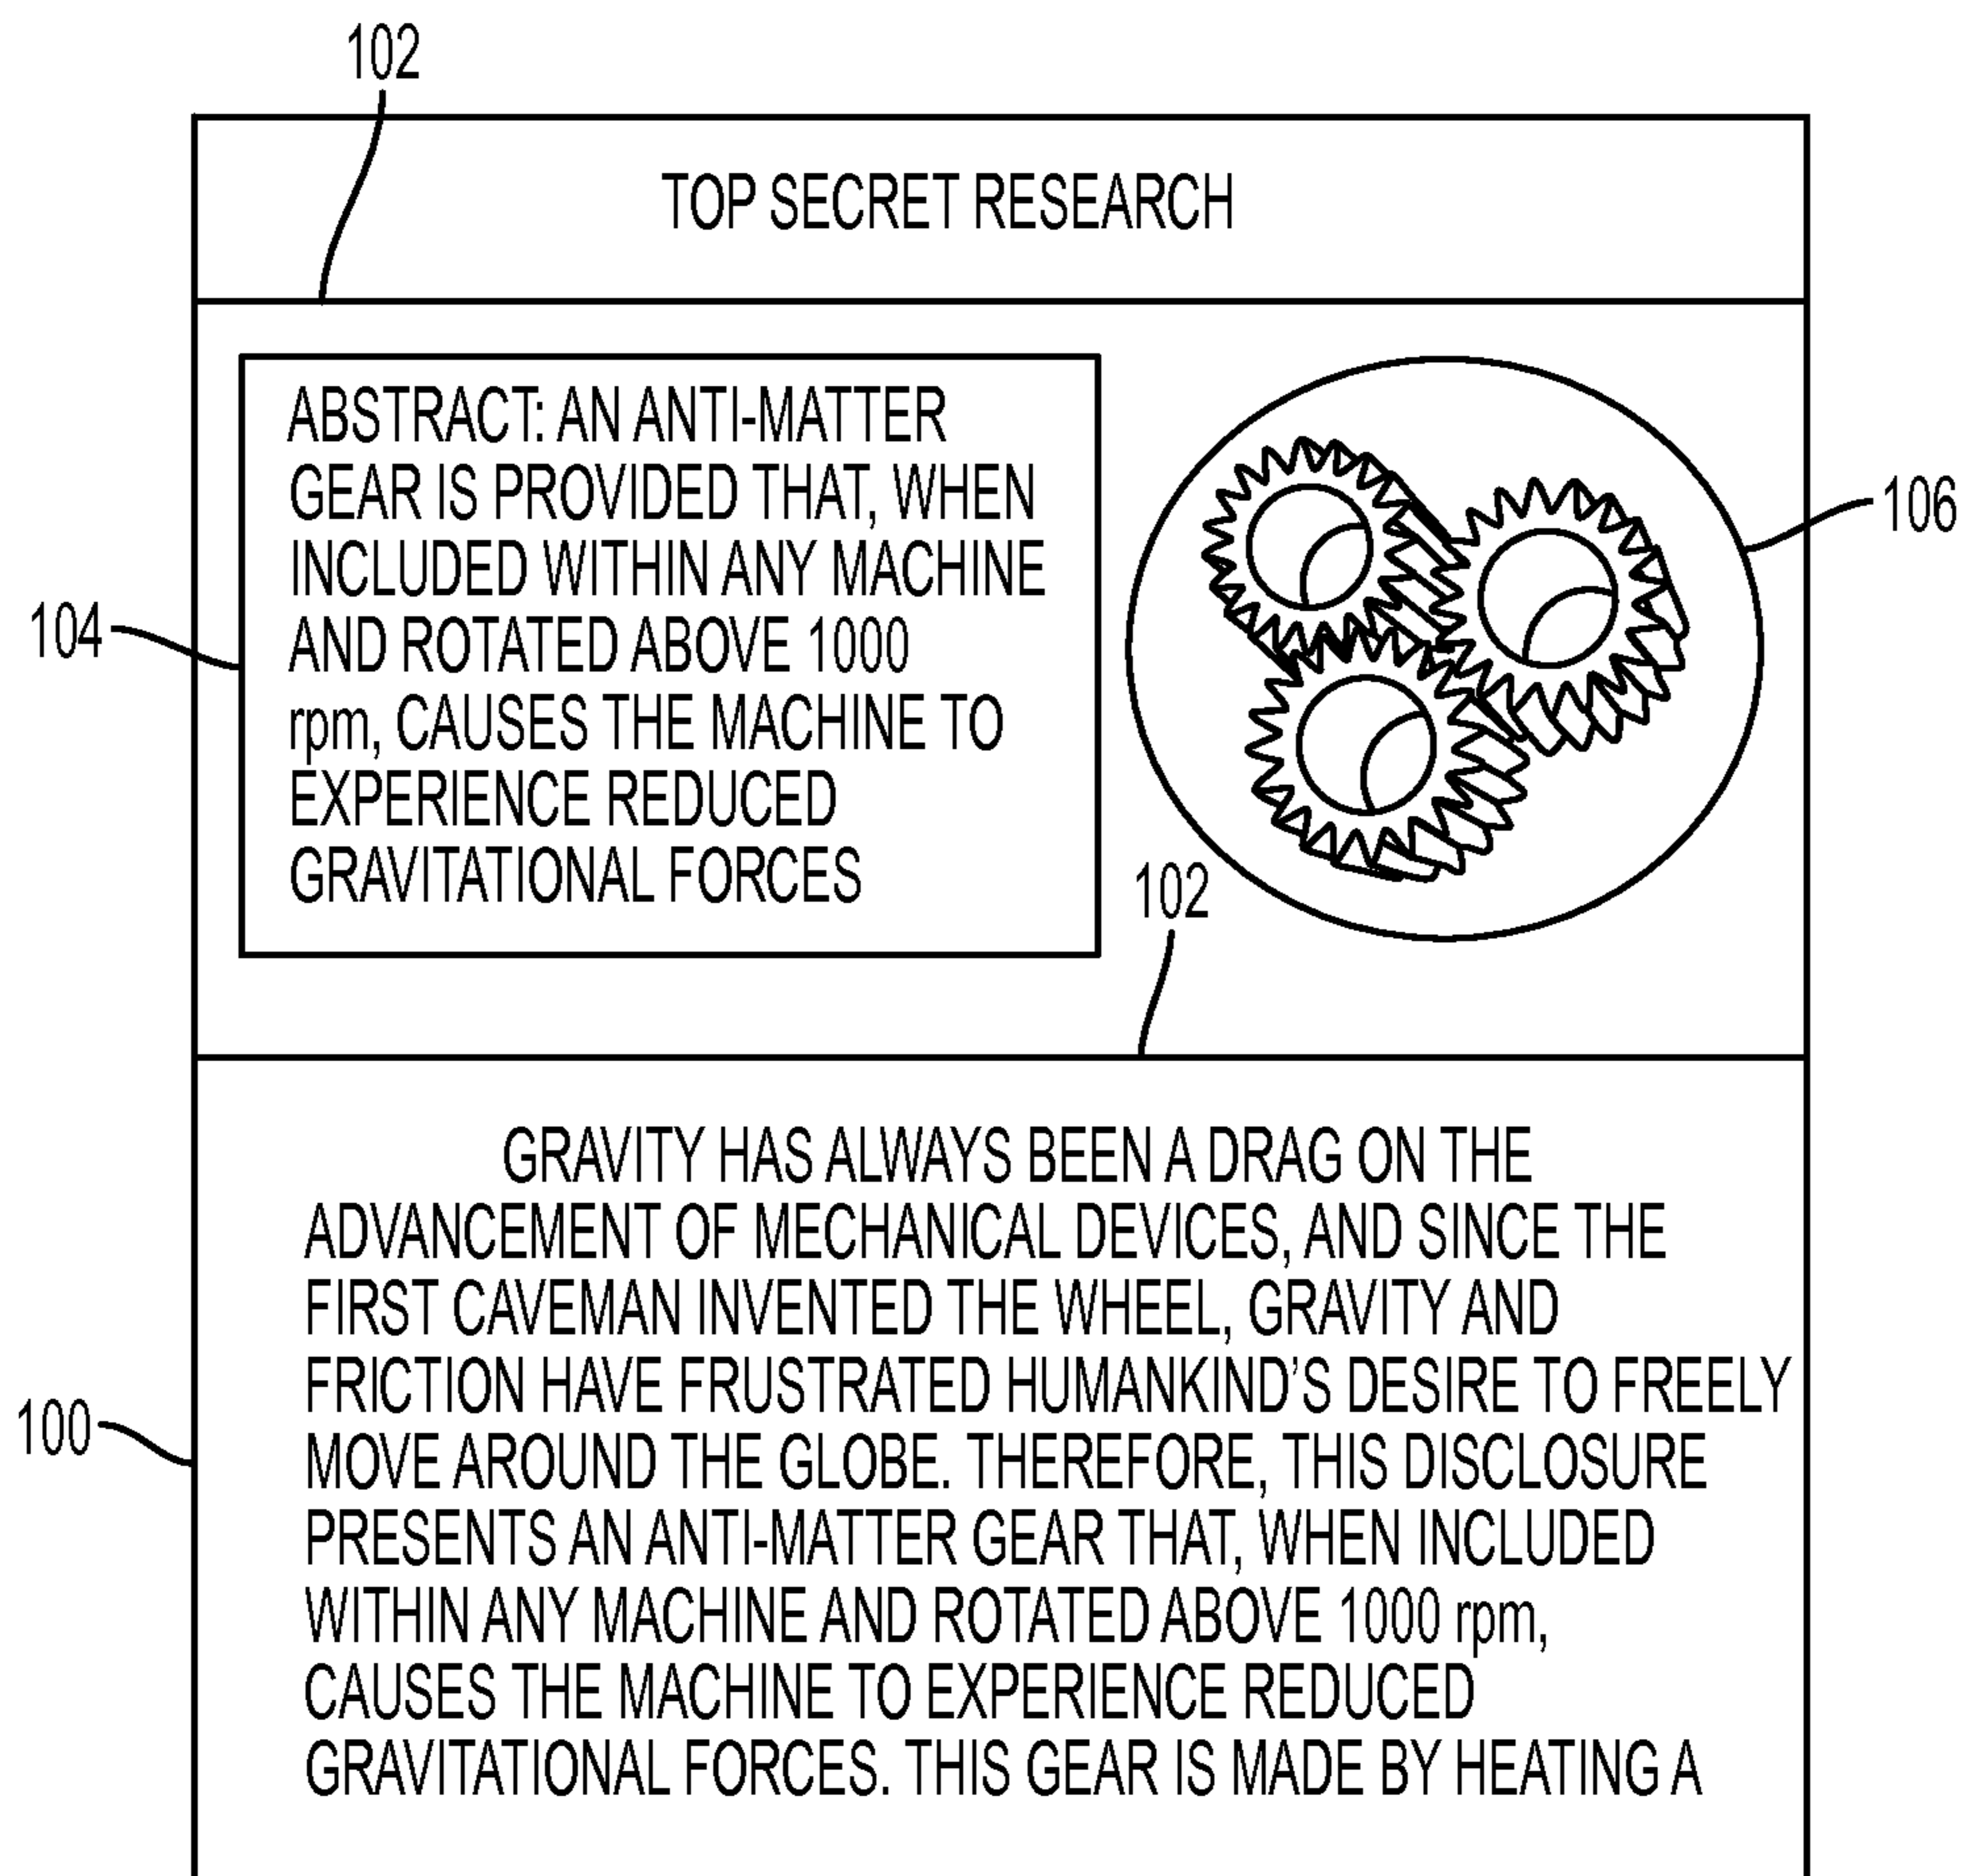 102
TOP SECRET RESEARCH
ABSTRACT: AN ANTI-MATTER
GEAR IS PROVIDED THAT, WHEN
INCLUDED WITHIN ANY MACHINE
AND ROTATED ABOVE 1000
rpm, CAUSES THE MACHINE TO
EXPERIENCE REDUCED
GRAVITATIONAL FORCES
104
106
102
GRAVITY HAS ALWAYS BEEN A DRAG ON THE
ADVANCEMENT OF MECHANICAL DEVICES, AND SINCE THE
FIRST CAVEMAN INVENTED THE WHEEL, GRAVITY AND
FRICTION HAVE FRUSTRATED HUMANKIND'S DESIRE TO FREELY
MOVE AROUND THE GLOBE. THEREFORE, THIS DISCLOSURE
PRESENTS AN ANTI-MATTER GEAR THAT, WHEN INCLUDED
WITHIN ANY MACHINE AND ROTATED ABOVE 1000 rpm,
CAUSES THE MACHINE TO EXPERIENCE REDUCED
GRAVITATIONAL FORCES. THIS GEAR IS MADE BY HEATING A
100